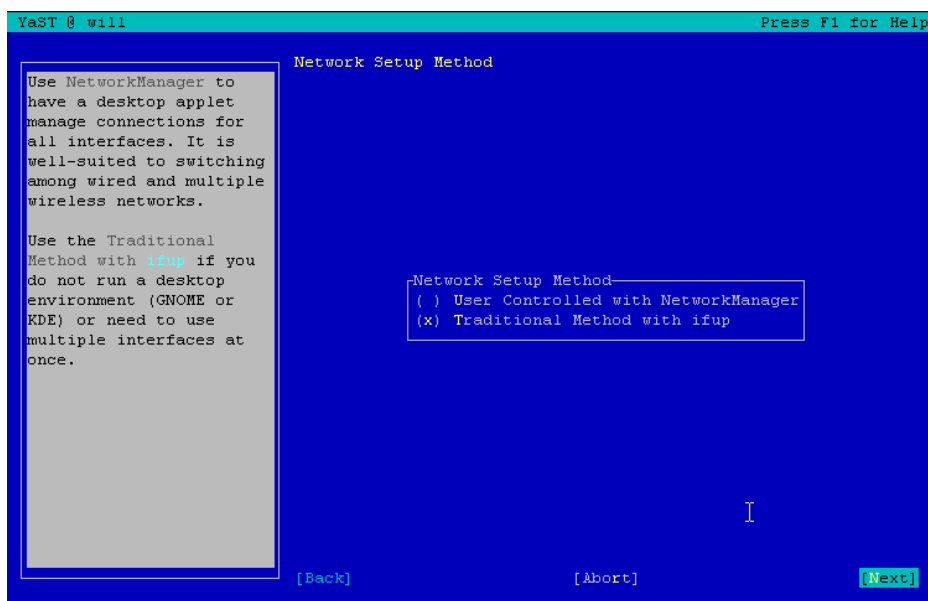 YaST @ will Press F1 for Help
Network Setup Method
Use NetworkManager to
have a desktop applet
manage connections for
all interfaces. It is
well-suited to switching
among wired and multiple
wireless networks.
Use the Traditional
Method with ifup if you
do not run a desktop
environment (GNOME or
KDE) or need to use
multiple interfaces at
once.
Network Setup Method
( ) User Controlled with NetworkManager
(x) Traditional Method with ifup
[Back] [Abort] [Next]